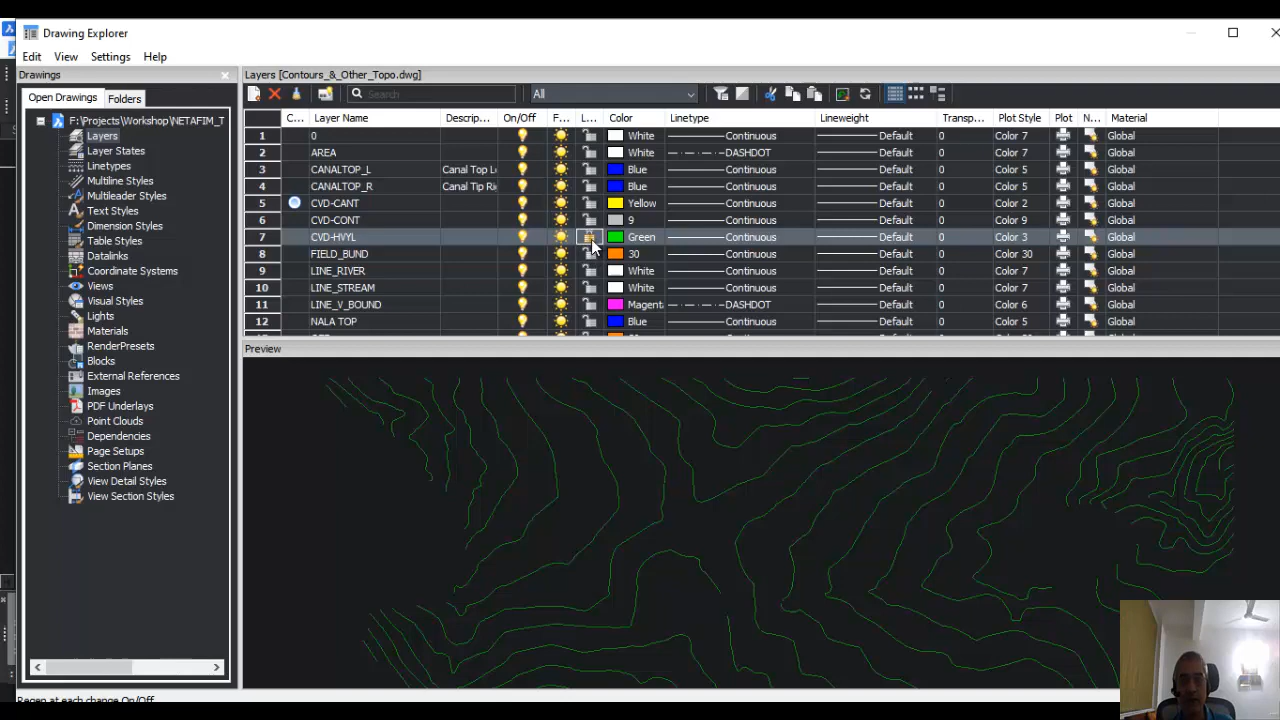 Drawing Explorer
Edit View Settings Help
Drawings
Layers [Contours_&_Other_Topo.dwg]
Open Drawings Folders
Search
All
F:\Projects\Workshop\NETAFIM_T
Layers
Layer States
Linetypes
Multiline Styles
Multileader Styles
Text Styles
Dimension Styles
Table Styles
Datalinks
Coordinate Systems
Views
Visual Styles
Lights
Materials
RenderPresets
Blocks
External References
Images
PDF Underlays
Point Clouds
Dependencies
Page Setups
Section Planes
View Detail Styles
View Section Styles
C... Layer Name Descrip... On/Off F... L... Color Linetype Lineweight Transp... Plot Style Plot N... Material
1 0 White Continuous Default 0 Color 7 Global
2 AREA White DASHDOT Default 0 Color 7 Global
3 CANALTOP_L Canal Top L Blue Continuous Default 0 Color 5 Global
4 CANALTOP_R Canal Tip Ri Blue Continuous Default 0 Color 5 Global
5 CVD-CANT Yellow Continuous Default 0 Color 2 Global
6 CVD-CONT 9 Continuous Default 0 Color 9 Global
7 CVD-HVYL Green Continuous Default 0 Color 3 Global
8 FIELD_BUND 30 Continuous Default 0 Color 30 Global
9 LINE_RIVER White Continuous Default 0 Color 7 Global
10 LINE_STREAM White Continuous Default 0 Color 7 Global
11 LINE_V_BOUND Magent DASHDOT Default 0 Color 6 Global
12 NALA TOP Blue Continuous Default 0 Color 5 Global
Preview
Regen at each change On/Off